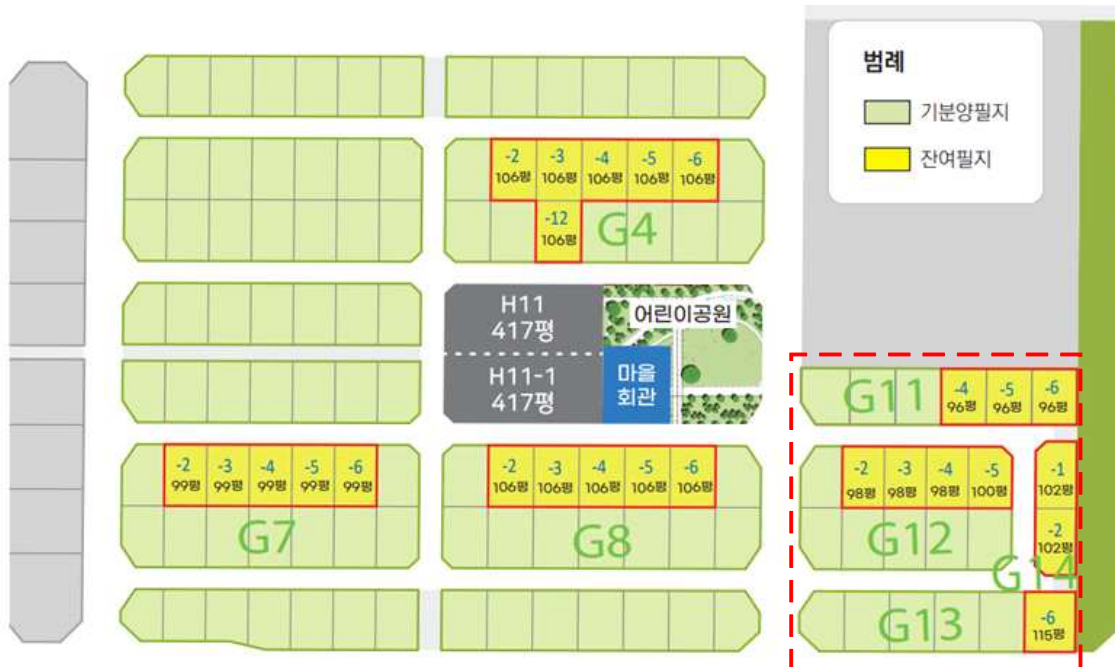 범례
기분양필지
잔여필지
-2 -3 -4 -5 -6
106평 106평 106평 106평 106평
-12
106평
G4
H11
417평
H11-1
417평
어린이공원
마을
회관
G11
-4 -5 -6
96평 96평 96평
-2 -3 -4 -5 -6
99평 99평 99평 99평 99평
G7
-2 -3 -4 -5 -6
106평 106평 106평 106평 106평
G8
-2 -3 -4 -5
98평 98평 98평 100평
G12
-1
102평
-2
102평
G14
G13
-6
115평